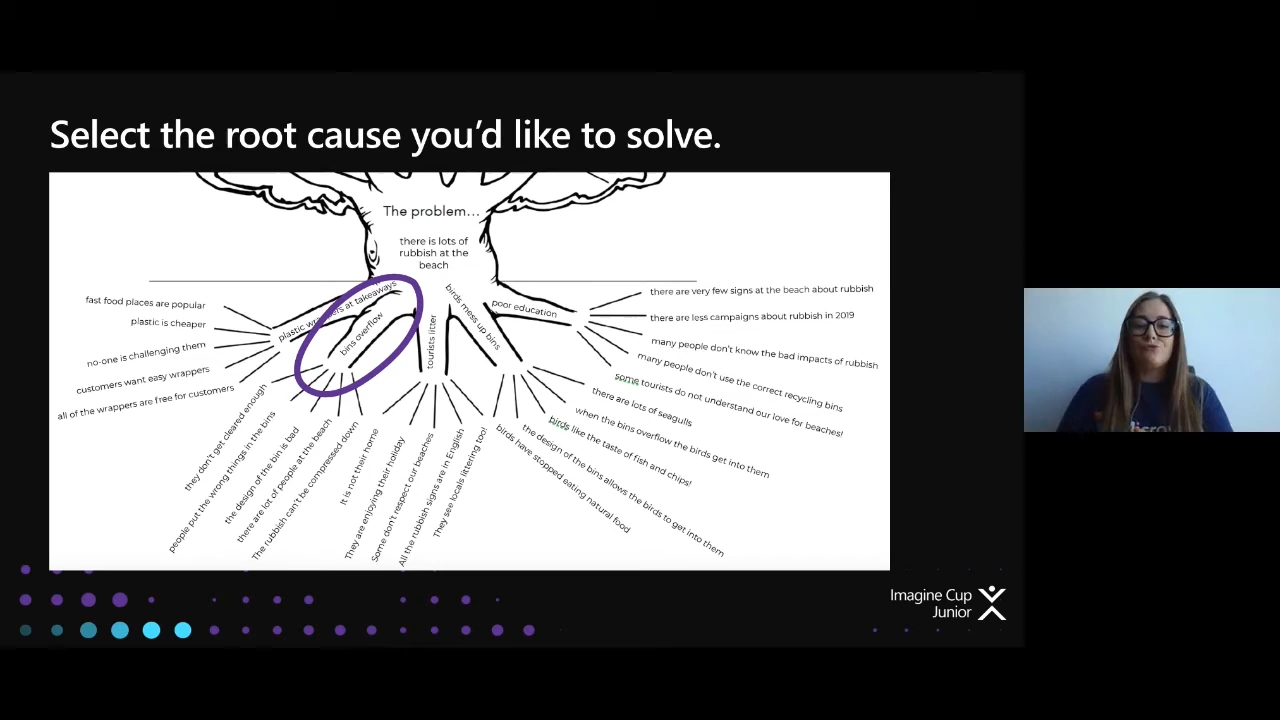 Select the root cause you'd like to solve.
The problem...
there is lots of
rubbish at the
beach
plastic wrappers at takeaways
bins overflow
tourists litter
birds mess up bins
poor education
fast food places are popular
plastic is cheaper
no-one is challenging them
customers want easy wrappers
all of the wrappers are free for customers
they don't get cleared enough
people put the wrong things in the bins
the design of the bin is bad
there are lot of people at the beach
The rubbish can't be compressed down
It is not their home
They are enjoying their holiday
Some don't respect our beaches
All the rubbish signs are in English
They see locals littering too!
birds have stopped eating natural food
the design of the bins allows the birds to get into them
birds like the taste of fish and chips!
when the bins overflow the birds get into them
there are lots of seagulls
some tourists do not understand our love for beaches!
many people don't use the correct recycling bins
many people don't know the bad impacts of rubbish
there are less campaigns about rubbish in 2019
there are very few signs at the beach about rubbish
Imagine Cup
Junior